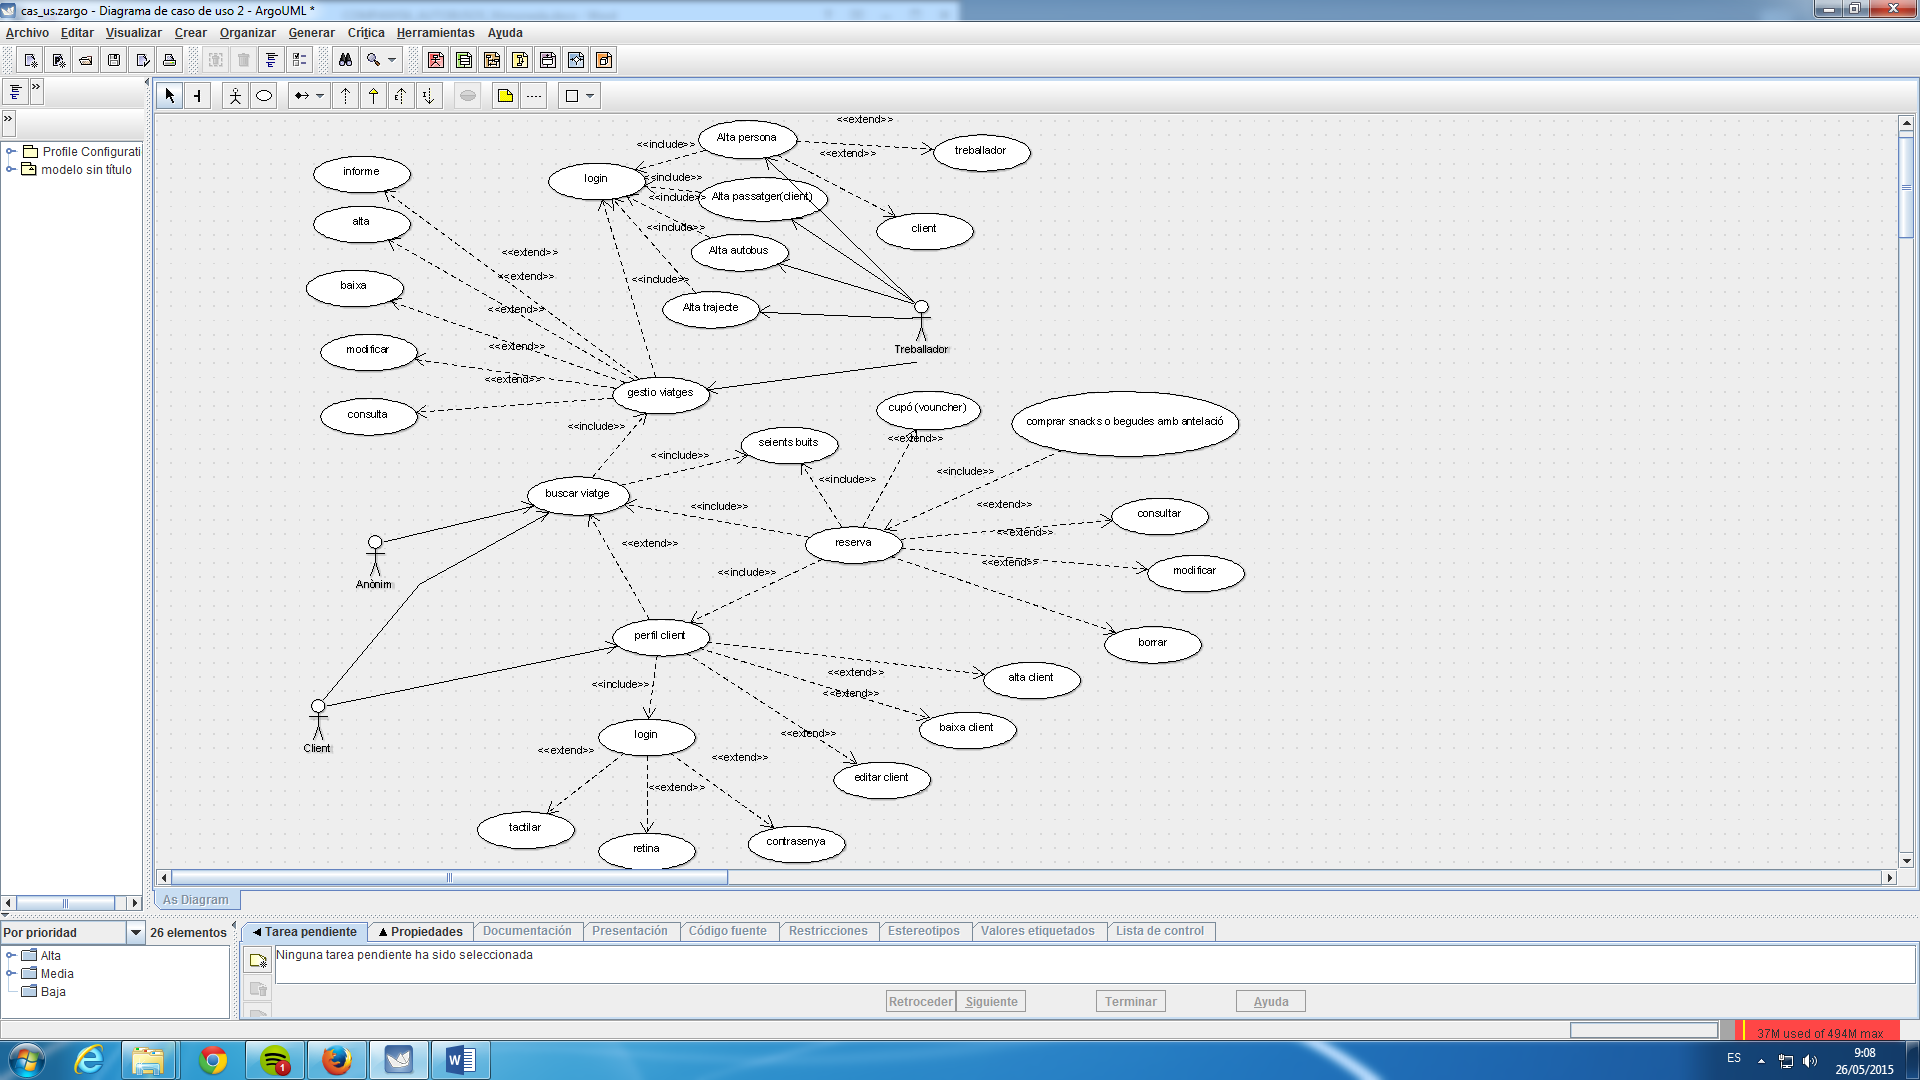 cas_us.zargo - Diagrama de caso de uso 2 - ArgoUML *
Archivo Editar Visualizar Crear Organizar Generar Crítica Herramientas Ayuda
Profile Configurati
modelo sin título
<<extend>>
Alta persona
<<include>>
<<extend>>
treballador
informe
login
<<include>>
Alta passatger(client)
<<include>>
alta
<<include>>
client
<<extend>>
Alta autobus
<<extend>>
<<include>>
baixa
<<extend>>
Alta trajecte
<<extend>>
modificar
Treballador
<<extend>>
gestio viatges
consulta
cupó (vouncher)
comprar snacks o begudes amb antelació
<<include>>
<<extend>>
seients buits
<<include>>
<<include>>
<<include>>
buscar viatge
<<include>>
<<extend>>
consultar
<<extend>>
<<extend>>
reserva
<<extend>>
modificar
<<include>>
Anònim
perfil client
borrar
<<include>>
<<extend>>
alta client
<<extend>>
baixa client
Client
login
<<extend>>
<<extend>>
<<extend>>
editar client
<<extend>>
tactilar
retina
contrasenya
As Diagram
Por prioridad
26 elementos
Alta
Media
Baja
Tarea pendiente Propiedades Documentación Presentación Código fuente Restricciones Estereotipos Valores etiquetados Lista de control
Ninguna tarea pendiente ha sido seleccionada
Retroceder Siguiente Terminar Ayuda
37M used of 494M max
1
ES
9:08
26/05/2015